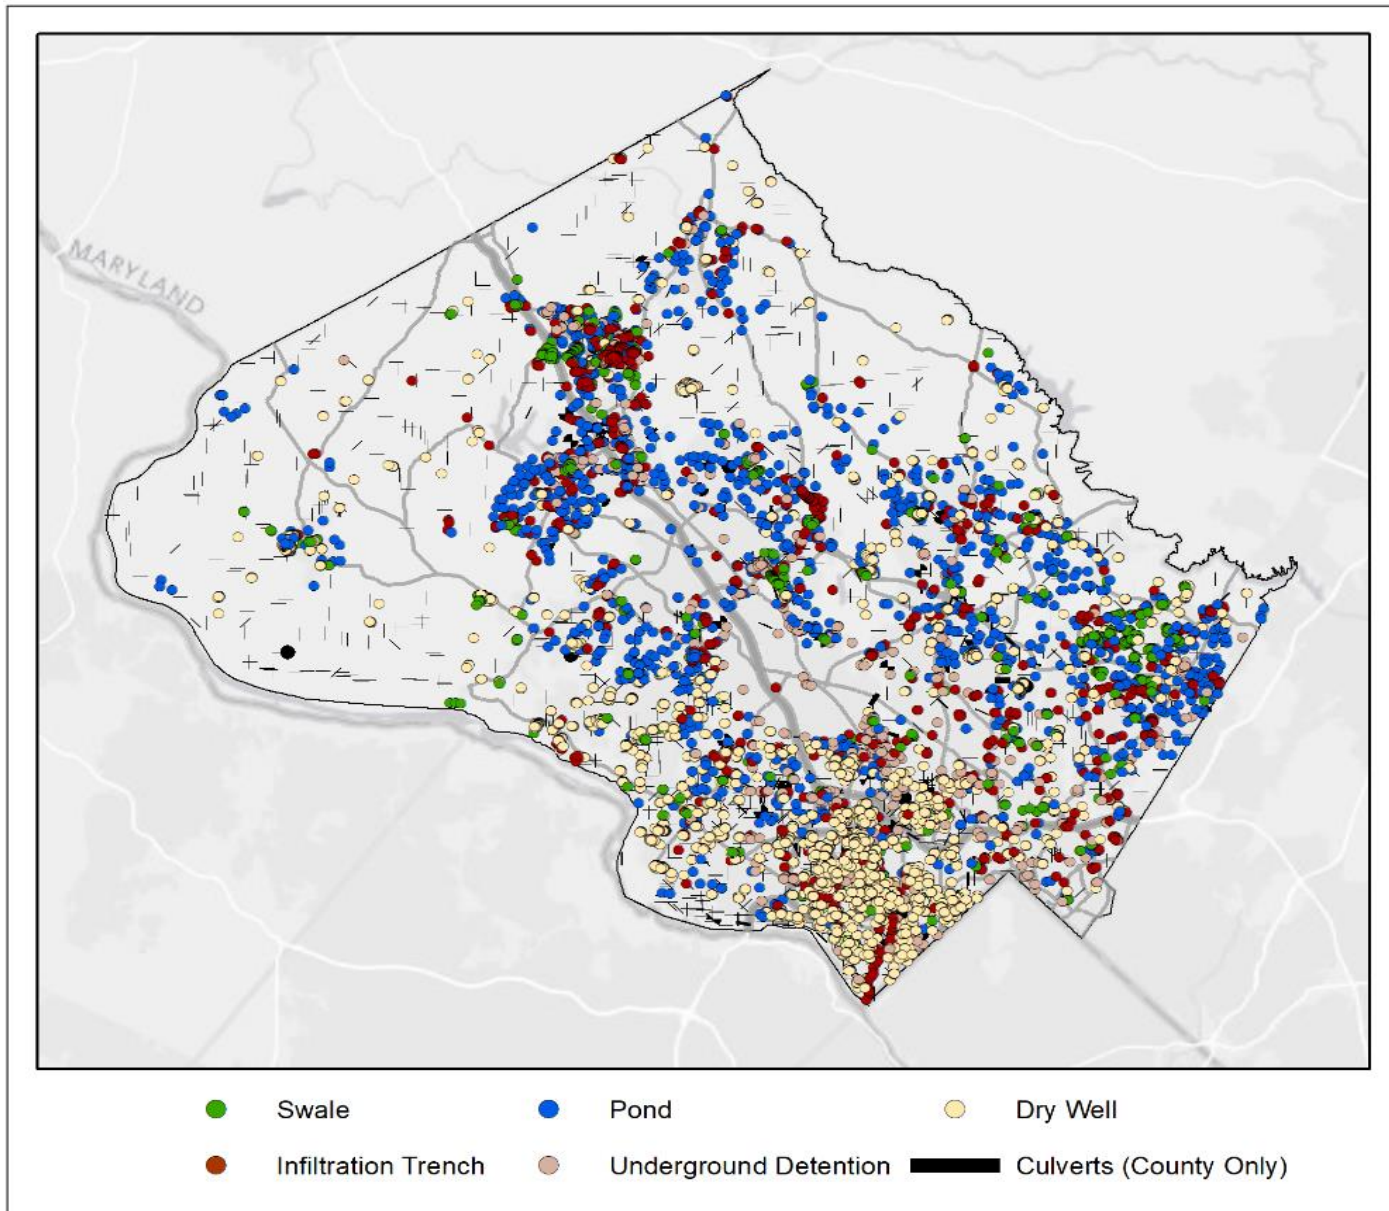 MARYLAND
Swale
Pond
Dry Well
Infiltration Trench
Underground Detention
Culverts (County Only)